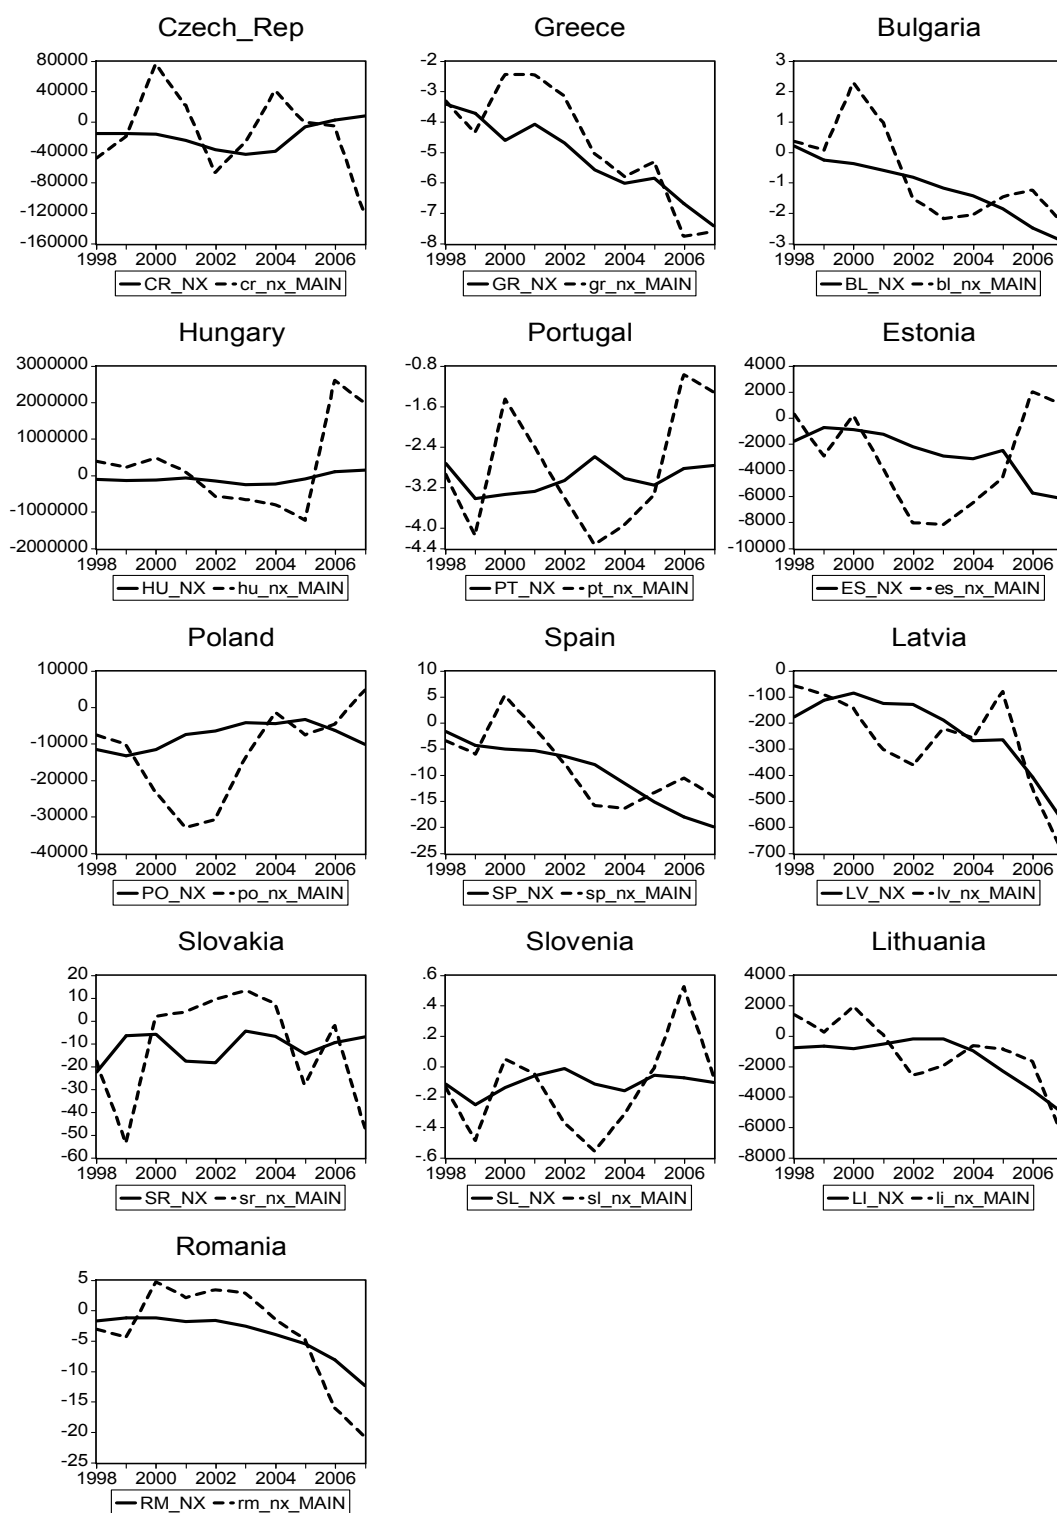 Czech_Rep
80000
40000
0
-40000
-80000
-120000
-160000
1998 2000 2002 2004 2006
CR_NX cr_nx_MAIN
Greece
-2
-3
-4
-5
-6
-7
-8
1998 2000 2002 2004 2006
GR_NX gr_nx_MAIN
Bulgaria
3
2
1
0
-1
-2
-3
1998 2000 2002 2004 2006
BL_NX bl_nx_MAIN
Hungary
3000000
2000000
1000000
0
-1000000
-2000000
1998 2000 2002 2004 2006
HU_NX hu_nx_MAIN
Portugal
-0.8
-1.6
-2.4
-3.2
-4.0
-4.4
1998 2000 2002 2004 2006
PT_NX pt_nx_MAIN
Estonia
4000
2000
0
-2000
-4000
-6000
-8000
-10000
1998 2000 2002 2004 2006
ES_NX es_nx_MAIN
Poland
10000
0
-10000
-20000
-30000
-40000
1998 2000 2002 2004 2006
PO_NX po_nx_MAIN
Spain
10
5
0
-5
-10
-15
-20
-25
1998 2000 2002 2004 2006
SP_NX sp_nx_MAIN
Latvia
0
-100
-200
-300
-400
-500
-600
-700
1998 2000 2002 2004 2006
LV_NX lv_nx_MAIN
Slovakia
20
10
0
-10
-20
-30
-40
-50
-60
1998 2000 2002 2004 2006
SR_NX sr_nx_MAIN
Slovenia
.6
.4
.2
.0
-.2
-.4
-.6
1998 2000 2002 2004 2006
SL_NX sl_nx_MAIN
Lithuania
4000
2000
0
-2000
-4000
-6000
-8000
1998 2000 2002 2004 2006
LI_NX li_nx_MAIN
Romania
5
0
-5
-10
-15
-20
-25
1998 2000 2002 2004 2006
RM_NX rm_nx_MAIN